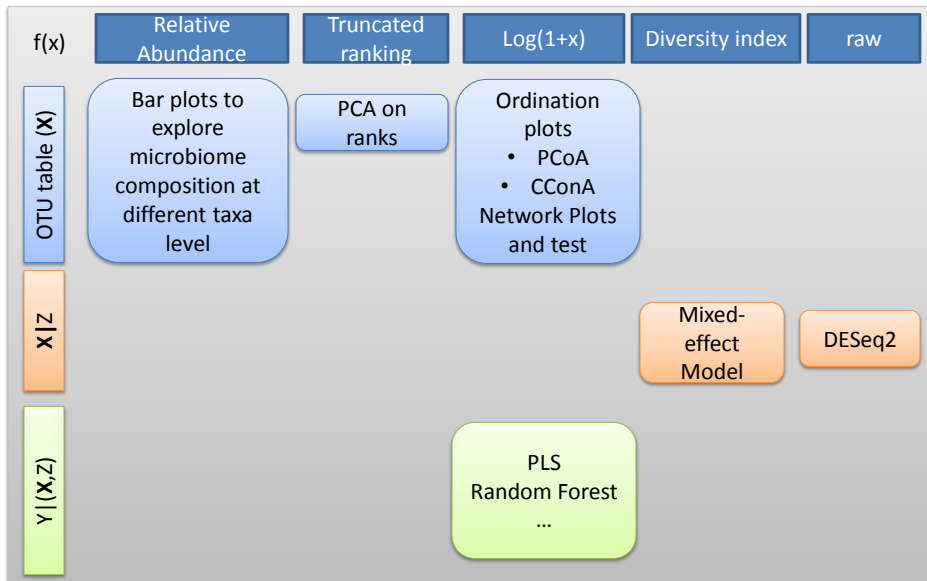 f(x)
Relative
Abundance
Truncated
ranking
Log(1+x)
Diversity index
raw
OTU table (X)
Bar plots to
explore
microbiome
composition at
different taxa
level
PCA on
ranks
Ordination
plots
• PCoA
• CConA
Network Plots
and test
X|Z
Mixed-
effect
Model
DESeq2
Y|(X,Z)
PLS
Random Forest
...